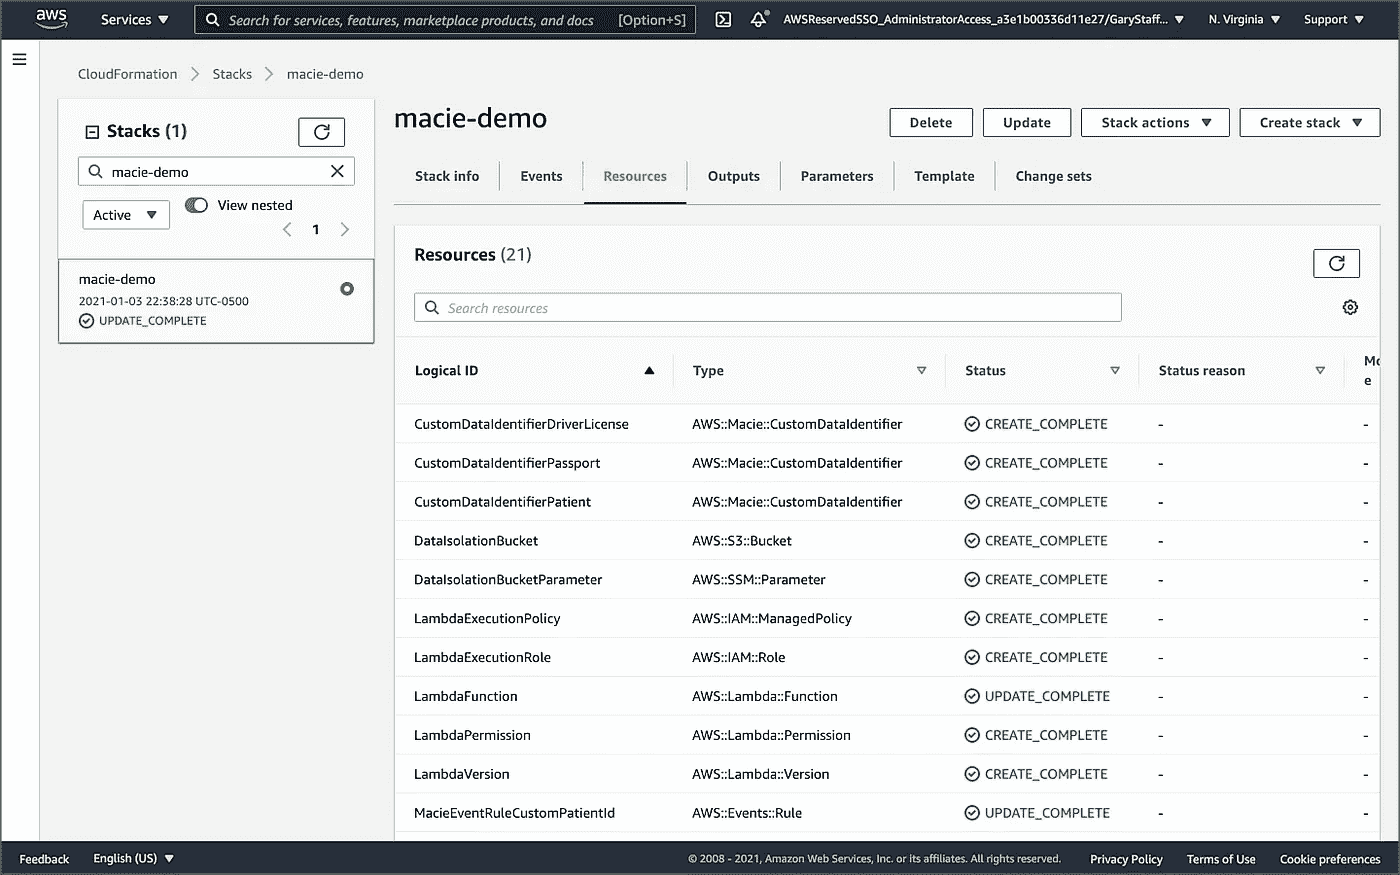 aws
Services
Search for services, features, marketplace products, and docs [Option+S]
AWSReservedSSO_AdministratorAccess_a3e1b00336d11e27/GaryStaff...
N. Virginia
Support
CloudFormation
Stacks
macie-demo
Stacks (1)
macie-demo
Active
View nested
1
macie-demo
2021-01-03 22:38:28 UTC-0500
UPDATE_COMPLETE
macie-demo
Delete
Update
Stack actions
Create stack
Stack info
Events
Resources
Outputs
Parameters
Template
Change sets
Resources (21)
Search resources
Logical ID Type Status Status reason Mo
e
CustomDataIdentifierDriverLicense AWS::Macie::CustomDataIdentifier CREATE_COMPLETE - -
CustomDataIdentifierPassport AWS::Macie::CustomDataIdentifier CREATE_COMPLETE - -
CustomDataIdentifierPatient AWS::Macie::CustomDataIdentifier CREATE_COMPLETE - -
DataIsolationBucket AWS::S3::Bucket CREATE_COMPLETE - -
DataIsolationBucketParameter AWS::SSM::Parameter CREATE_COMPLETE - -
LambdaExecutionPolicy AWS::IAM::ManagedPolicy CREATE_COMPLETE - -
LambdaExecutionRole AWS::IAM::Role CREATE_COMPLETE - -
LambdaFunction AWS::Lambda::Function UPDATE_COMPLETE - -
LambdaPermission AWS::Lambda::Permission CREATE_COMPLETE - -
LambdaVersion AWS::Lambda::Version CREATE_COMPLETE - -
MacieEventRuleCustomPatientId AWS::Events::Rule UPDATE_COMPLETE - -
Feedback
English (US)
© 2008 - 2021, Amazon Web Services, Inc. or its affiliates. All rights reserved.
Privacy Policy
Terms of Use
Cookie preferences